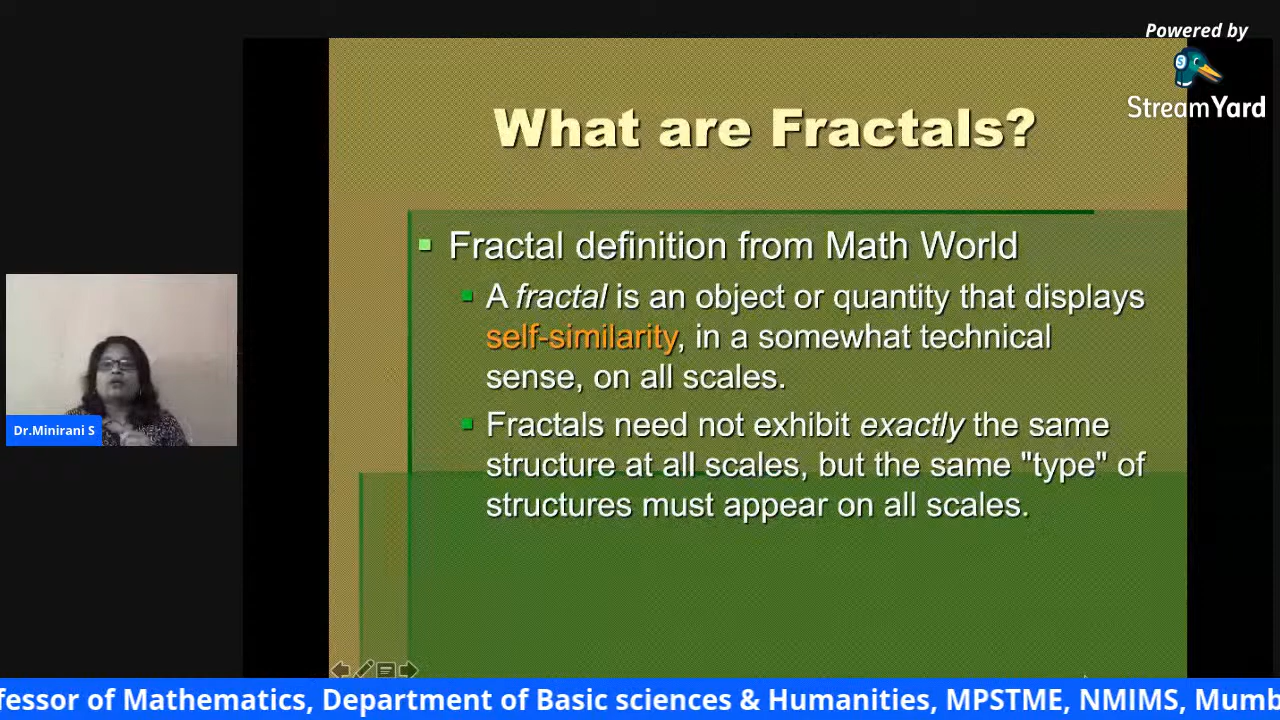 Powered by
StreamYard
What are Fractals?
Fractal definition from Math World
A fractal is an object or quantity that displays
self-similarity, in a somewhat technical
sense, on all scales.
Fractals need not exhibit exactly the same
structure at all scales, but the same "type" of
structures must appear on all scales.
Dr.Minirani S
fessor of Mathematics, Department of Basic sciences & Humanities, MPSTME, NMIMS, Mumb